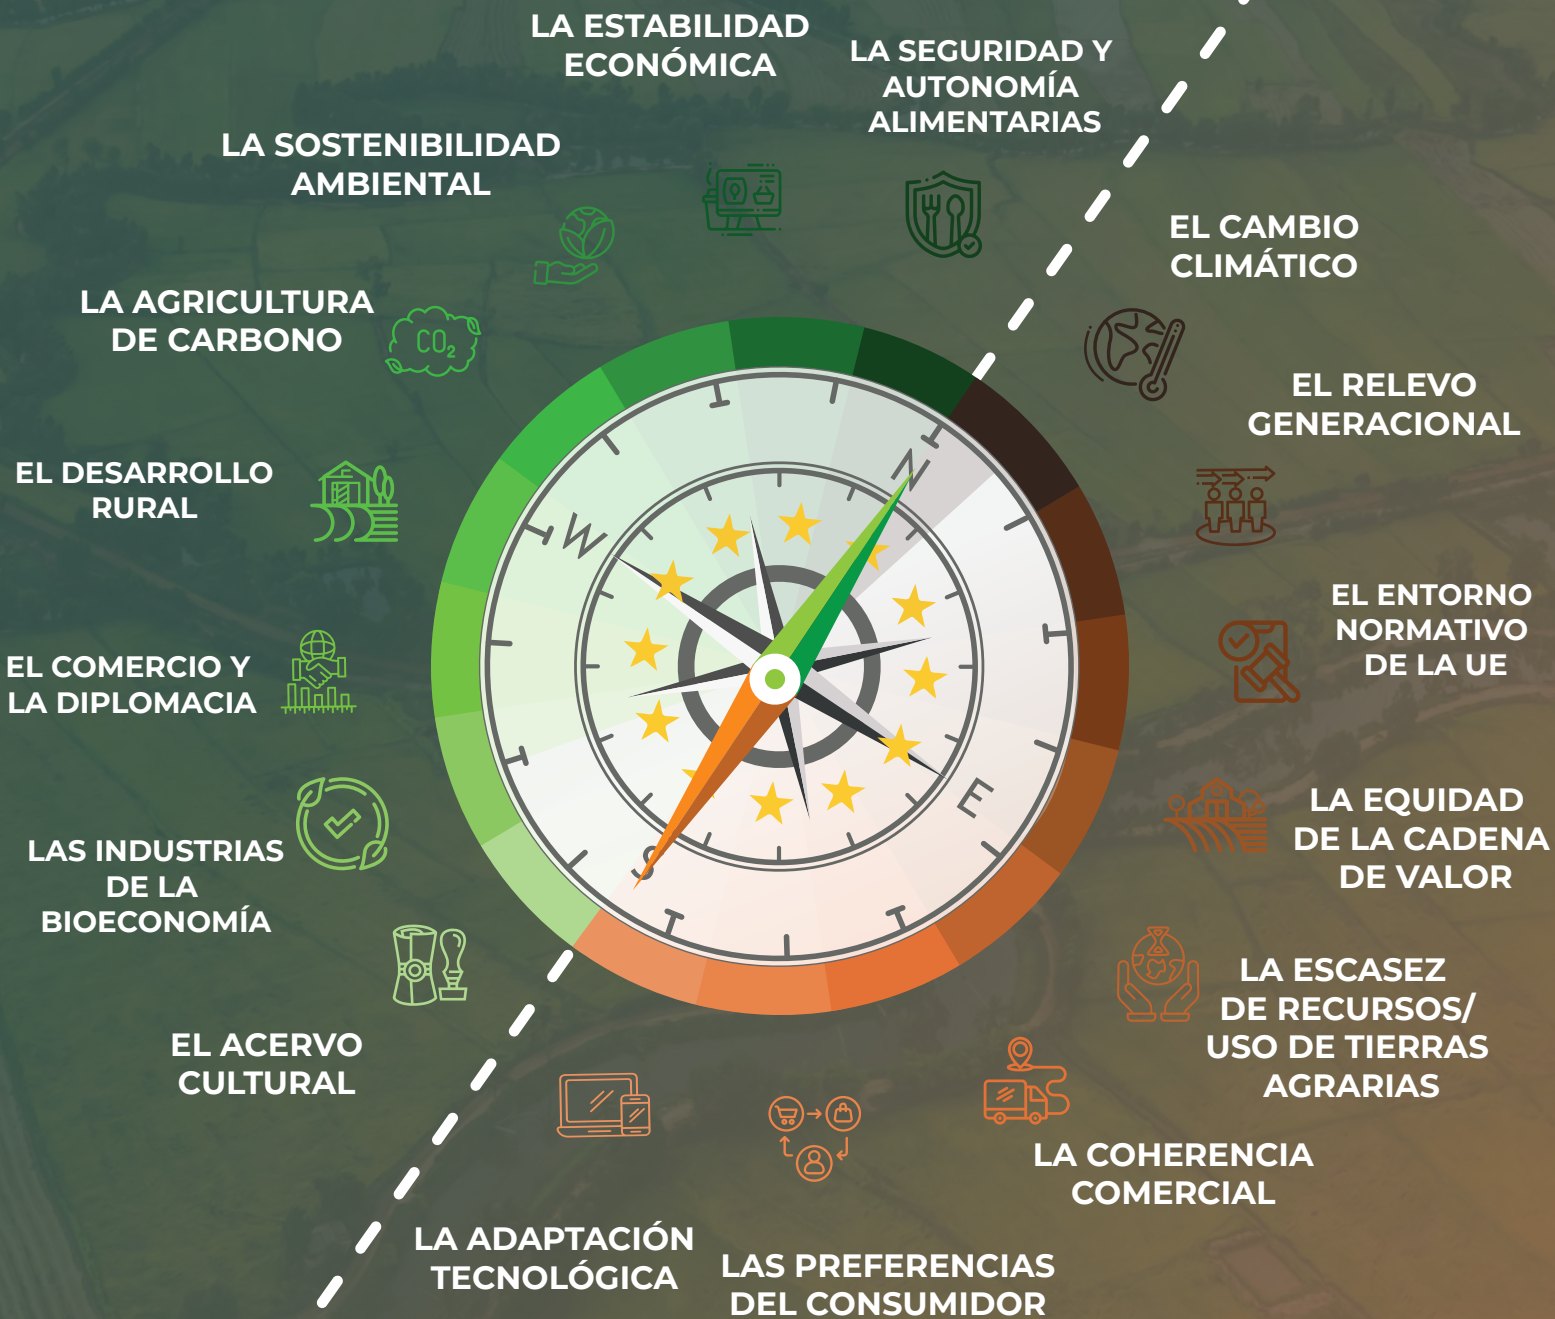 LA ESTABILIDAD
ECONÓMICA
LA SEGURIDAD Y
AUTONOMÍA
ALIMENTARIAS
LA SOSTENIBILIDAD
AMBIENTAL
EL CAMBIO
CLIMÁTICO
LA AGRICULTURA
DE CARBONO
CO₂
EL RELEVO
GENERACIONAL
EL DESARROLLO
RURAL
N
W
EL ENTORNO
NORMATIVO
DE LA UE
EL COMERCIO Y
LA DIPLOMACIA
E
LA EQUIDAD
DE LA CADENA
DE VALOR
LAS INDUSTRIAS
DE LA
BIOECONOMÍA
S
LA ESCASEZ
DE RECURSOS/
USO DE TIERRAS
AGRARIAS
EL ACERVO
CULTURAL
LA COHERENCIA
COMERCIAL
LA ADAPTACIÓN
TECNOLÓGICA
LAS PREFERENCIAS
DEL CONSUMIDOR